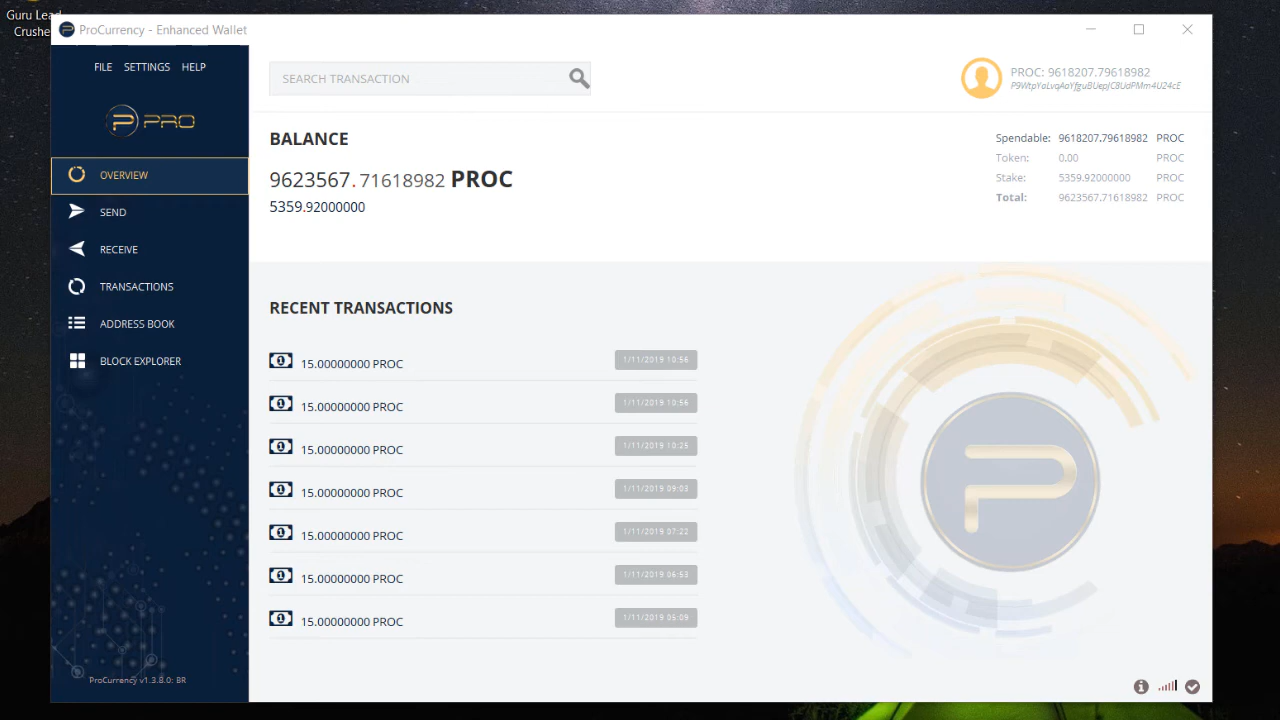 Guru Lead
Crushe
ProCurrency - Enhanced Wallet
FILE SETTINGS HELP
PRO
OVERVIEW
SEND
RECEIVE
TRANSACTIONS
ADDRESS BOOK
BLOCK EXPLORER
ProCurrency v1.3.8.0: BR
SEARCH TRANSACTION
PROC: 9618207.79618982
BALANCE
9623567.71618982 PROC
5359.92000000
Spendable: 9618207.79618982 PROC
Token: 0.00 PROC
Stake: 5359.92000000 PROC
Total: 9623567.71618982 PROC
RECENT TRANSACTIONS
15.00000000 PROC 1/11/2019 10:56
15.00000000 PROC 1/11/2019 10:56
15.00000000 PROC 1/11/2019 10:25
15.00000000 PROC 1/11/2019 09:03
15.00000000 PROC 1/11/2019 07:22
15.00000000 PROC 1/11/2019 06:53
15.00000000 PROC 1/11/2019 05:09